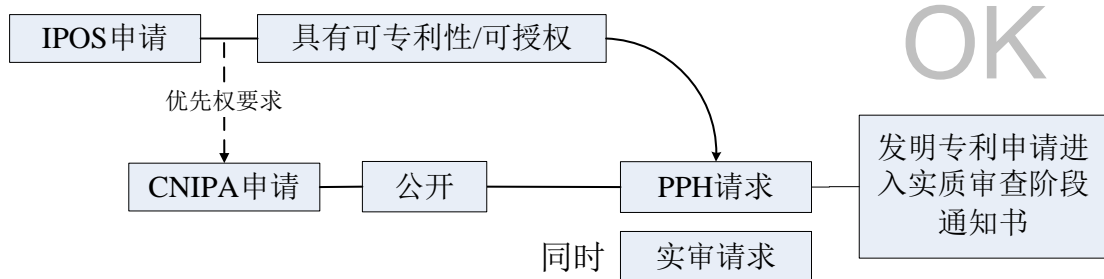 OK
IPOS申请
具有可专利性/可授权
优先权要求
CNIPA申请
公开
PPH请求
发明专利申请进
入实质审查阶段
通知书
同时
实审请求